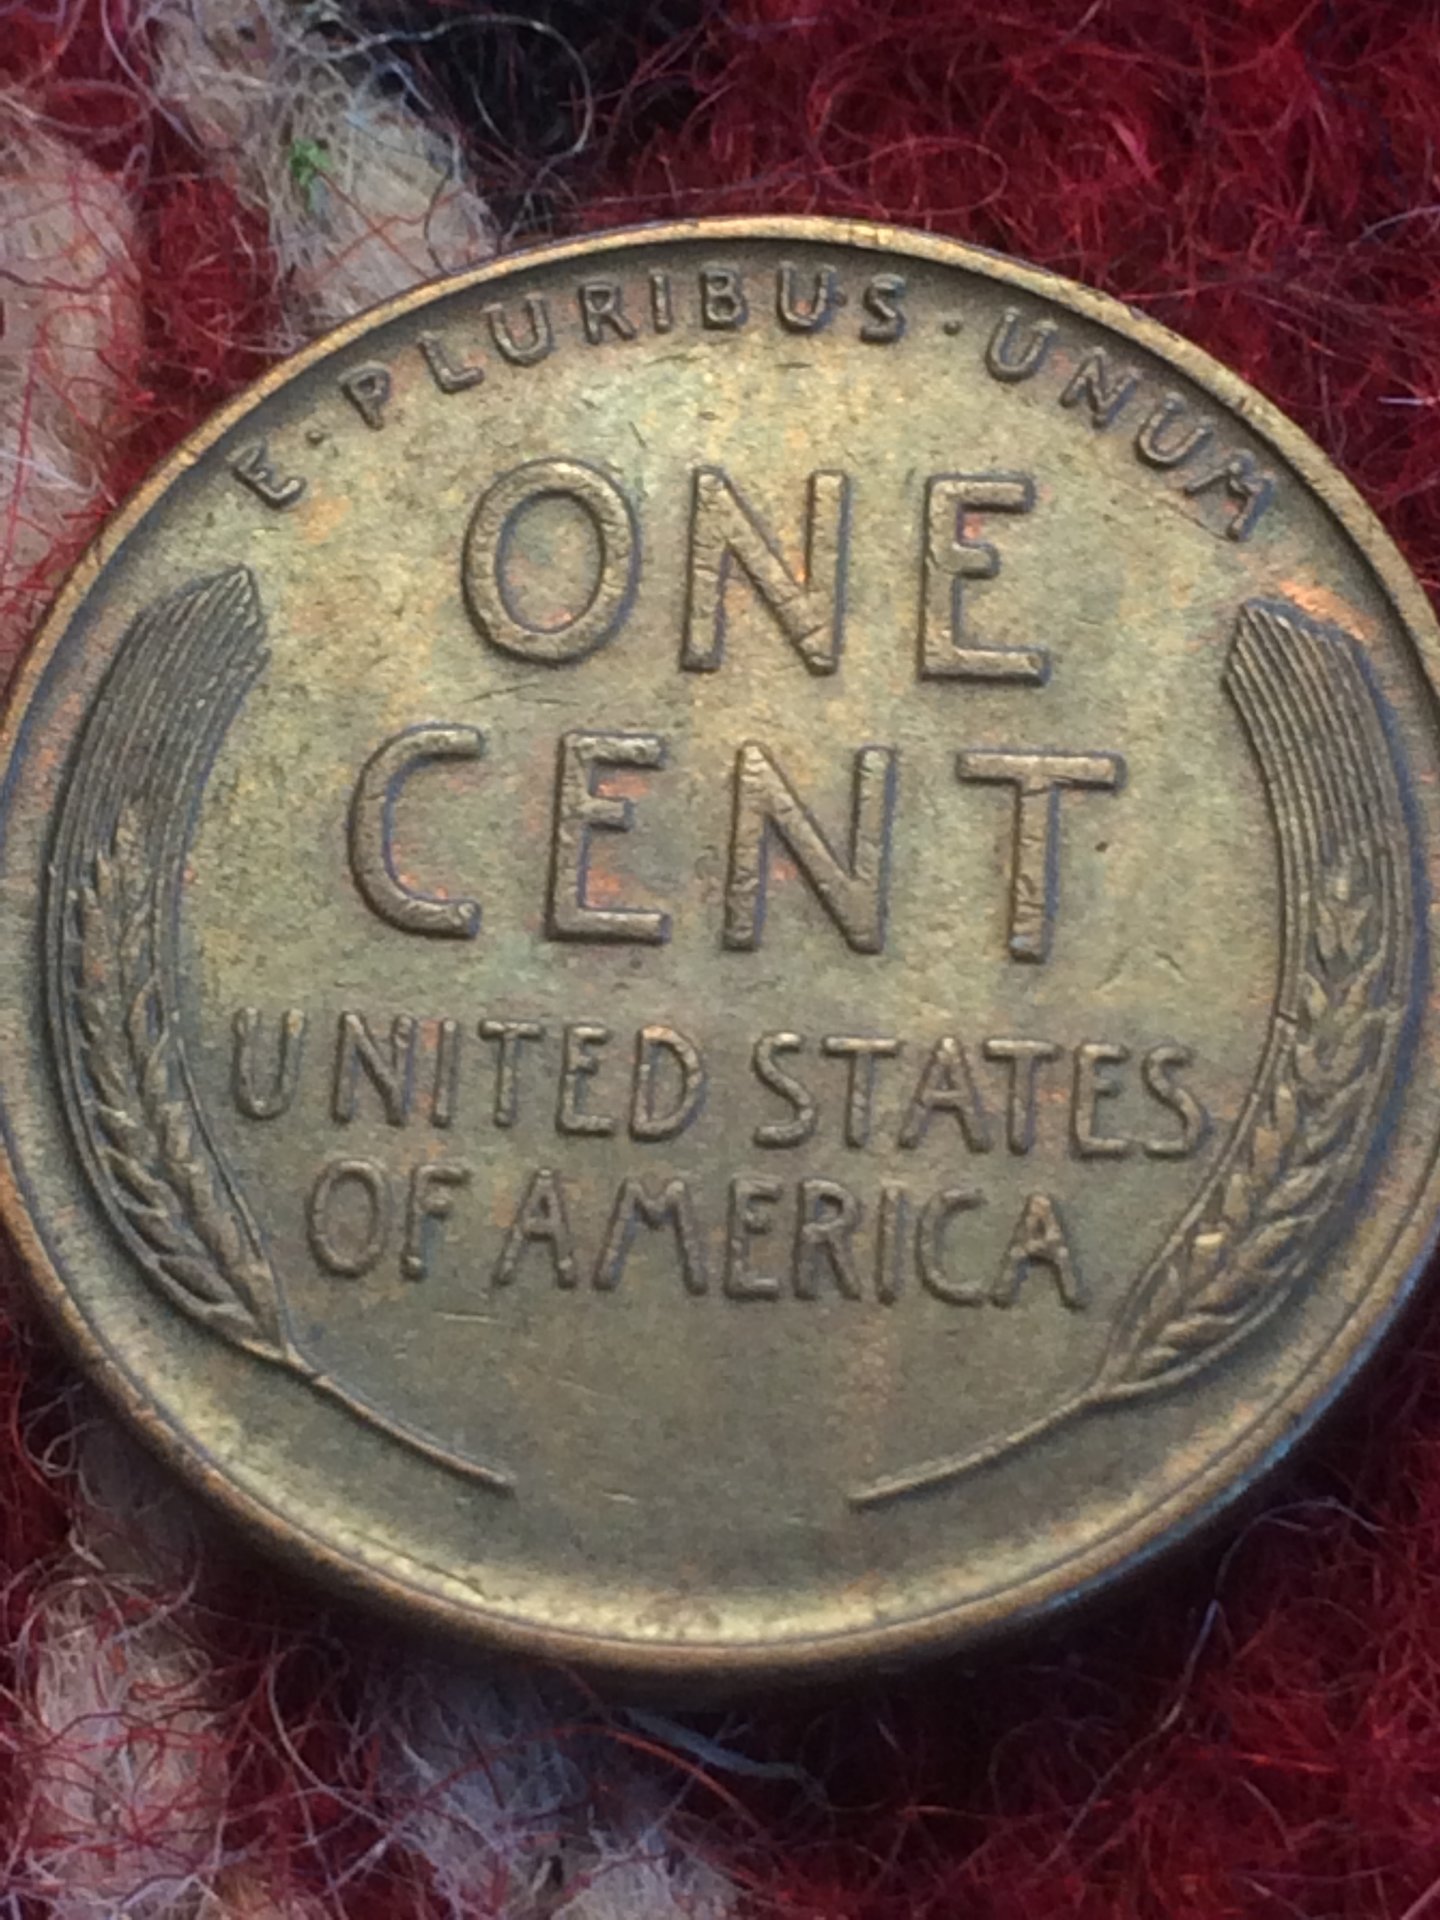 E · PLURIBUS · UNUM
ONE
CENT
UNITED STATES
OF AMERICA